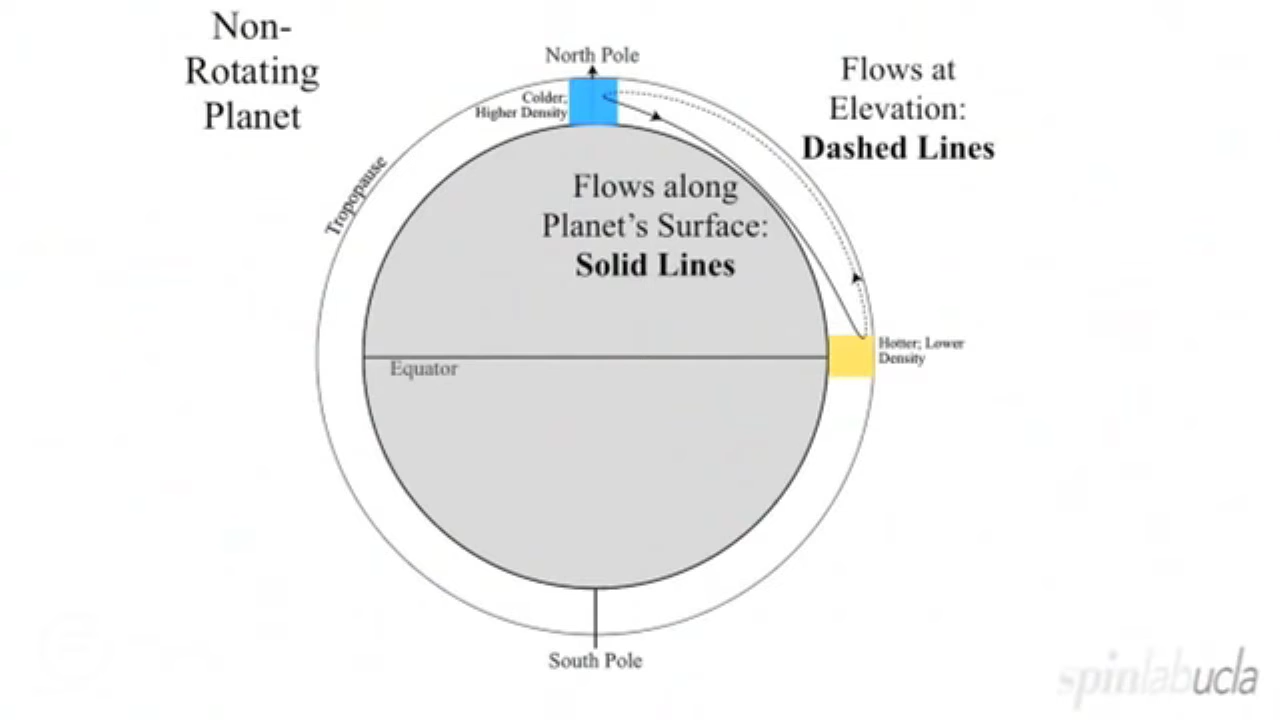 Non-
Rotating
Planet
North Pole
Flows at
Elevation:
Dashed Lines
Colder;
Higher Density
Tropopause
Flows along
Planet’s Surface:
Solid Lines
Hotter; Lower
Density
Equator
South Pole
spinlabucla